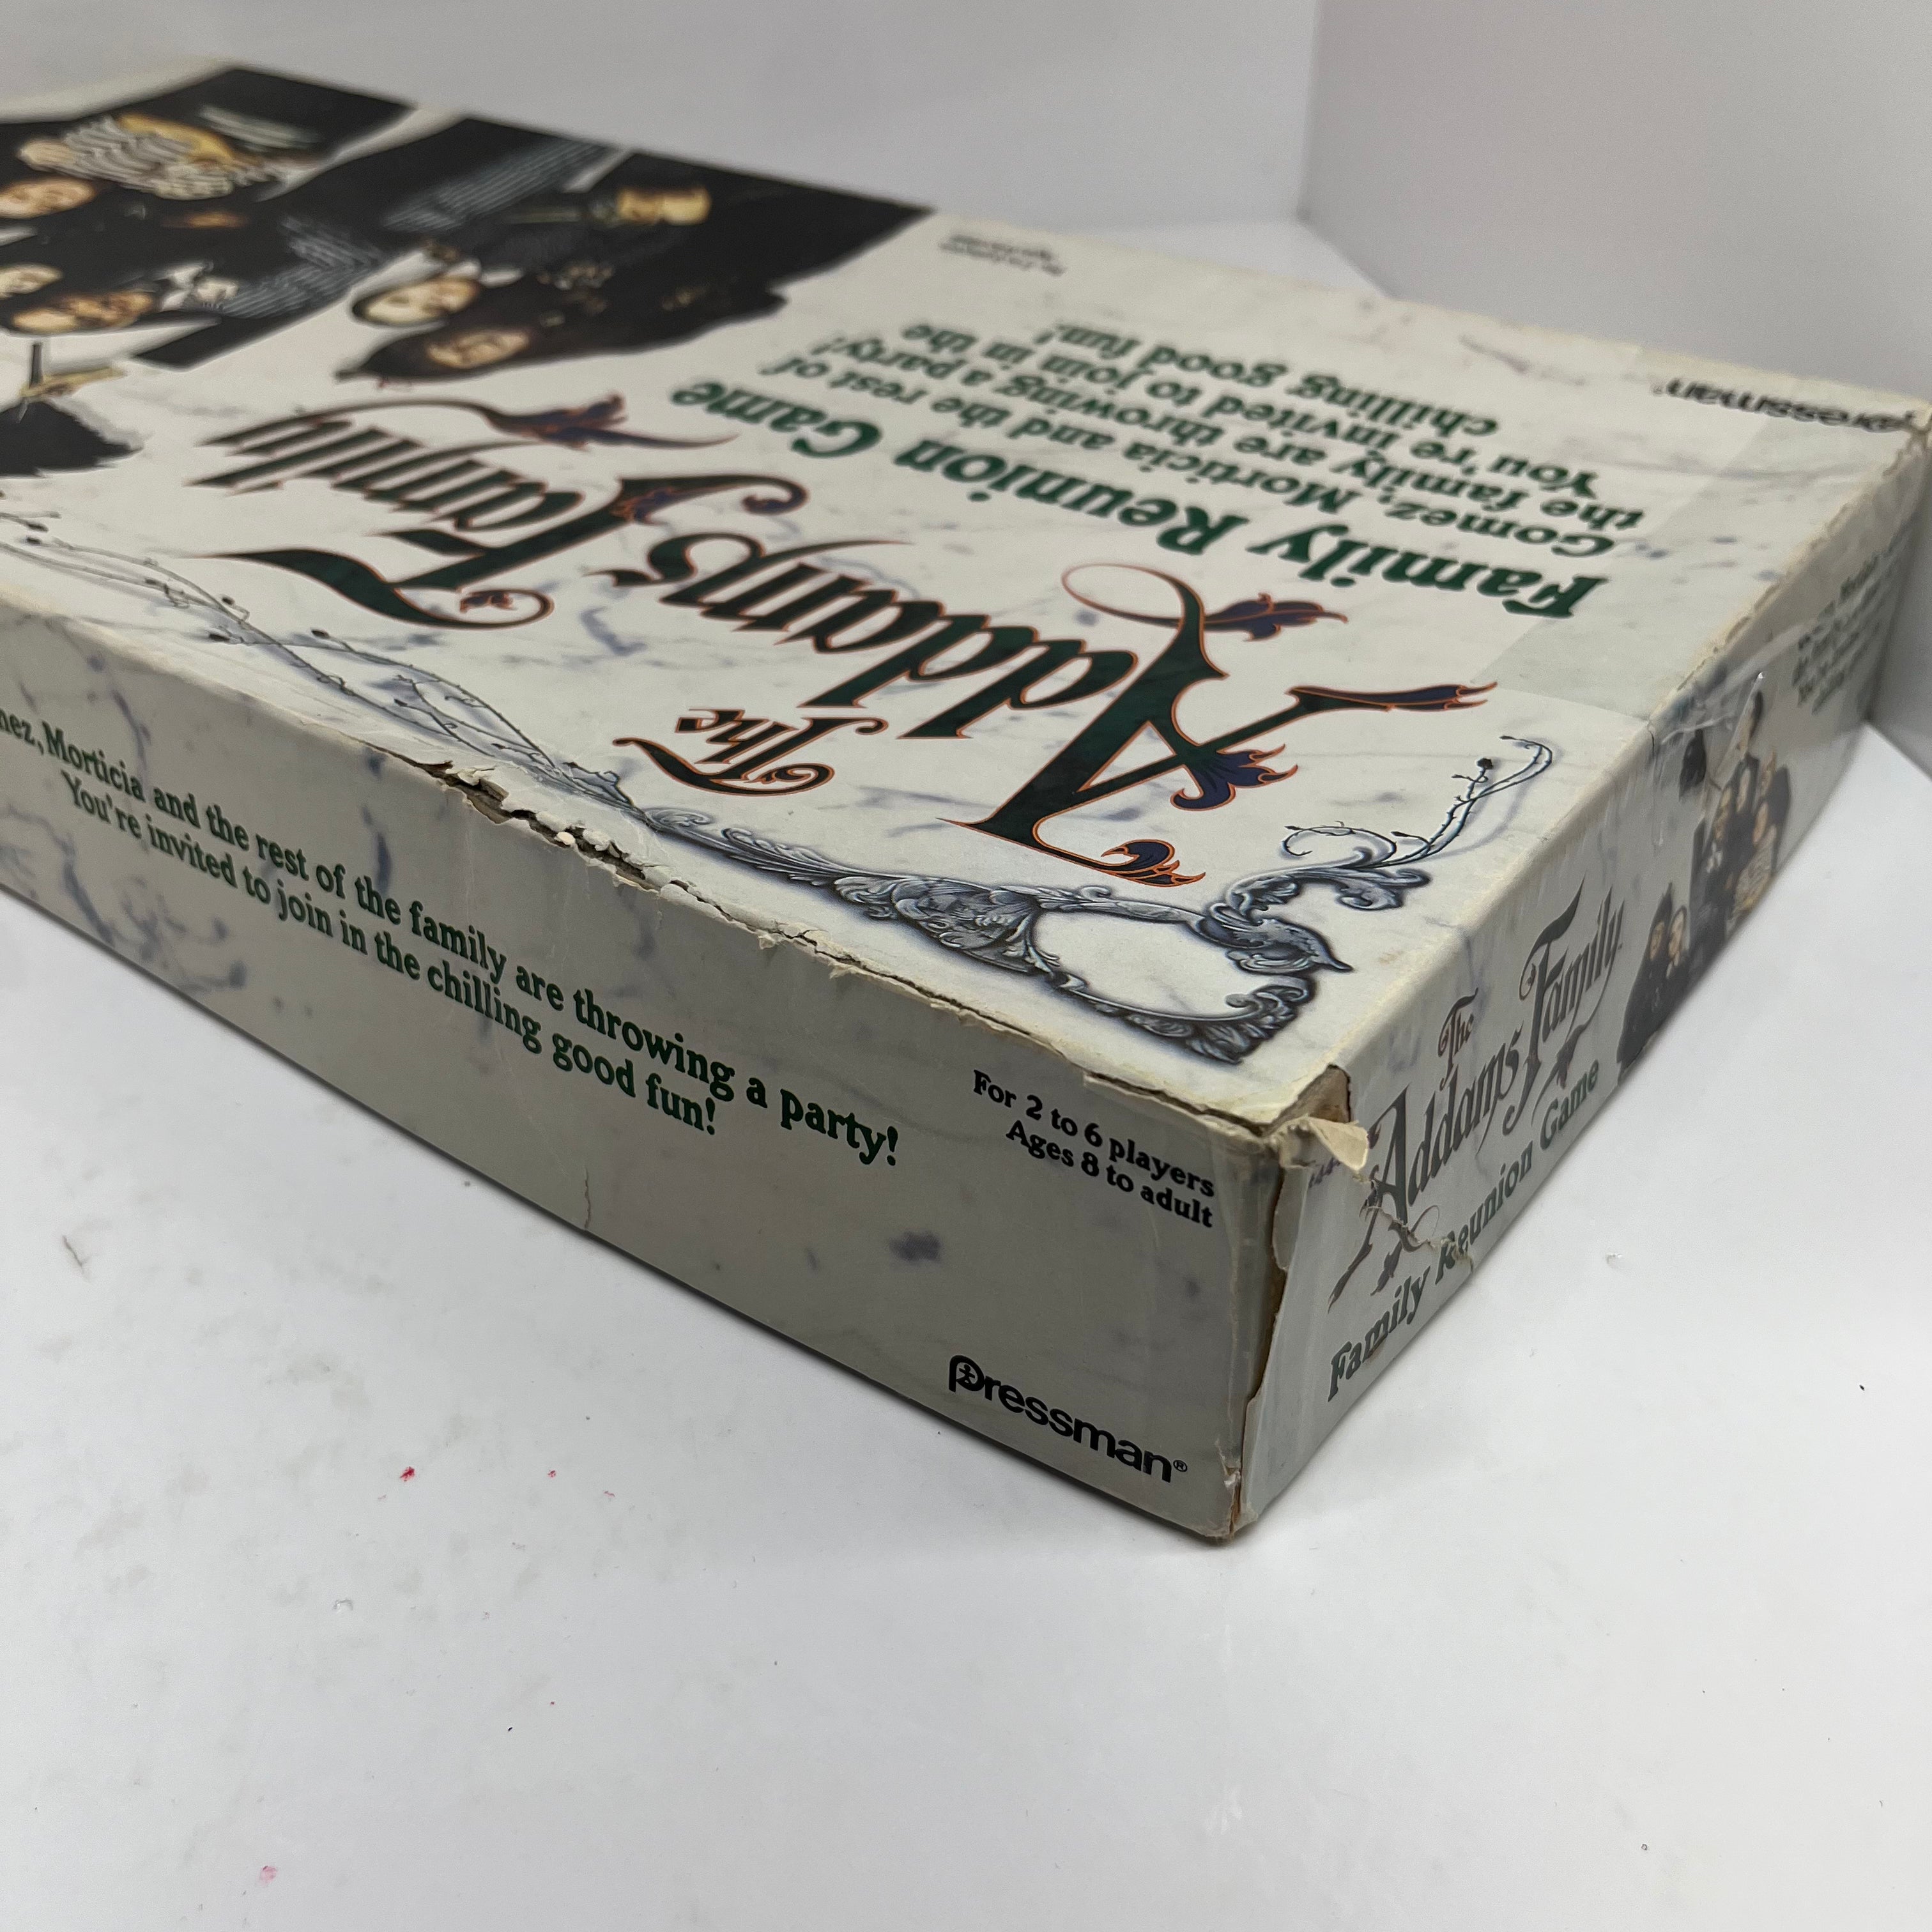 The
Addams Family
Family Reunion Game
Gomez, Morticia and the rest of
the family are throwing a party!
You're invited to join in the
chilling good fun!
pressman
Morticia and the rest of the family are throwing a party!
You're invited to join in the chilling good fun!
For 2 to 6 players
Ages 8 to adult
Pressman®
The
Addams Family
Family Reunion Game